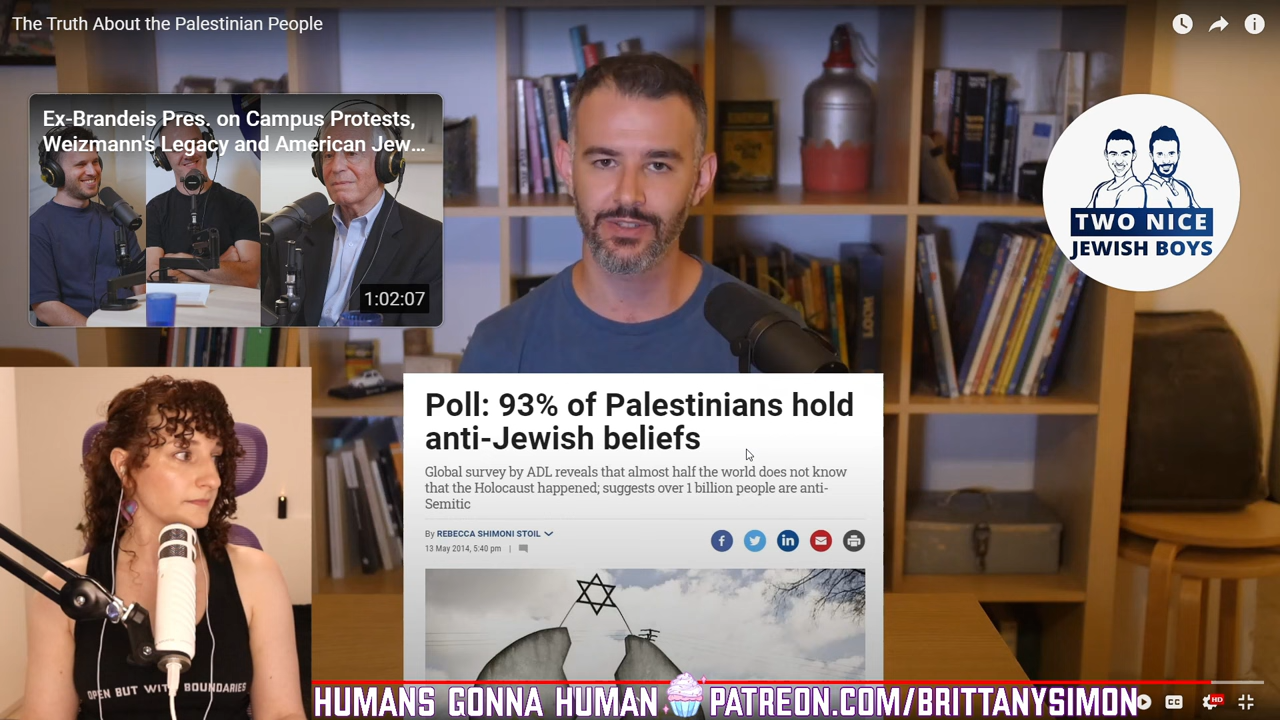 The Truth About the Palestinian People
Ex-Brandeis Pres. on Campus Protests,
Weizmann's Legacy and American Jew...
1:02:07
TWO NICE
JEWISH BOYS
LOOK
Poll: 93% of Palestinians hold
anti-Jewish beliefs
Global survey by ADL reveals that almost half the world does not know
that the Holocaust happened; suggests over 1 billion people are anti-
Semitic
By REBECCA SHIMONI STOIL
13 May 2014, 5:40 pm |
OPEN BUT WITH BOUNDARIES
HUMANS GONNA HUMAN PATREON.COM/BRITTANYSIMON
CC
HD